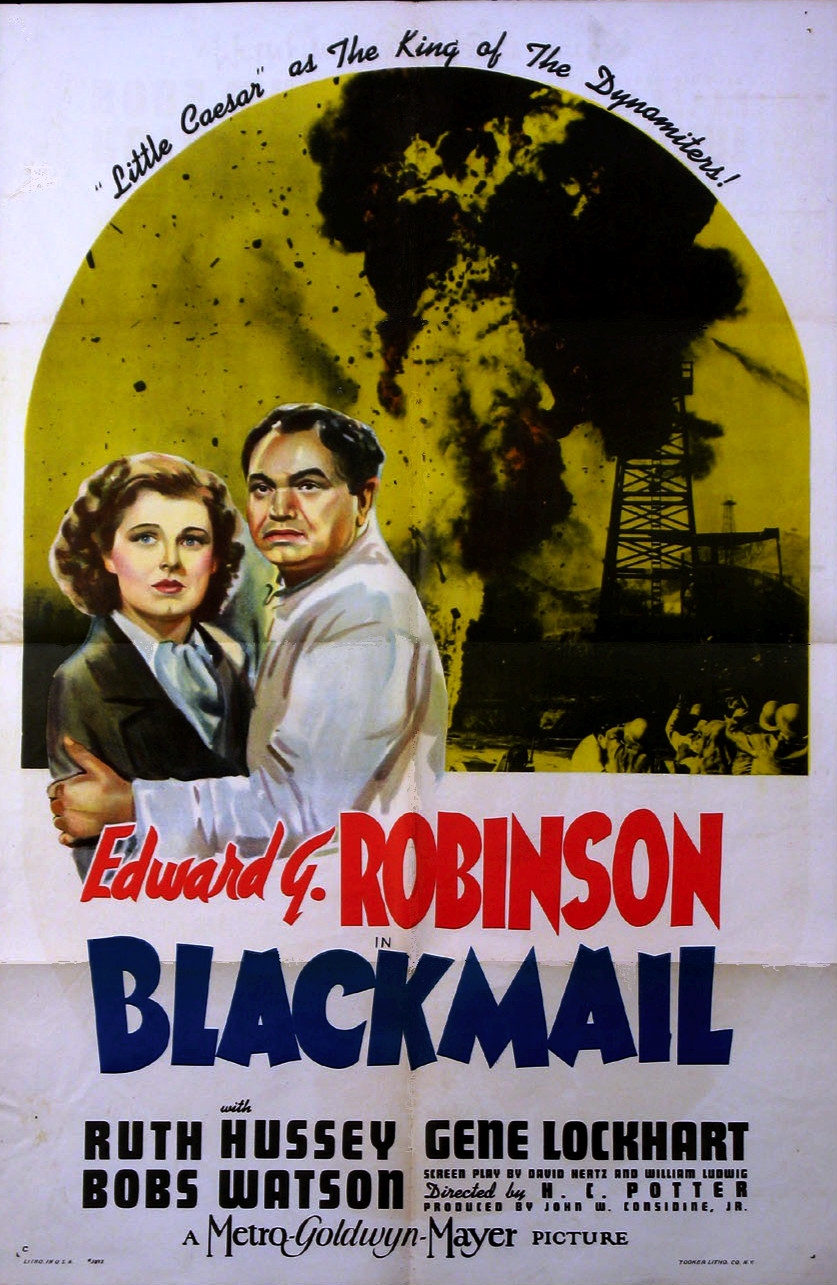 "Little Caesar" as The King of The Dynamiters!
Edward G. ROBINSON
IN
BLACKMAIL
with
RUTH HUSSEY GENE LOCKHART
BOBS WATSON
SCREEN PLAY BY DAVID HERTZ AND WILLIAM LUDWIG
Directed by H. C. POTTER
PRODUCED BY JOHN W. CONSIDINE, JR.
A Metro-Goldwyn-Mayer PICTURE
C
LITHO. IN U.S.A.
TOOKER LITHO. CO. N.Y.